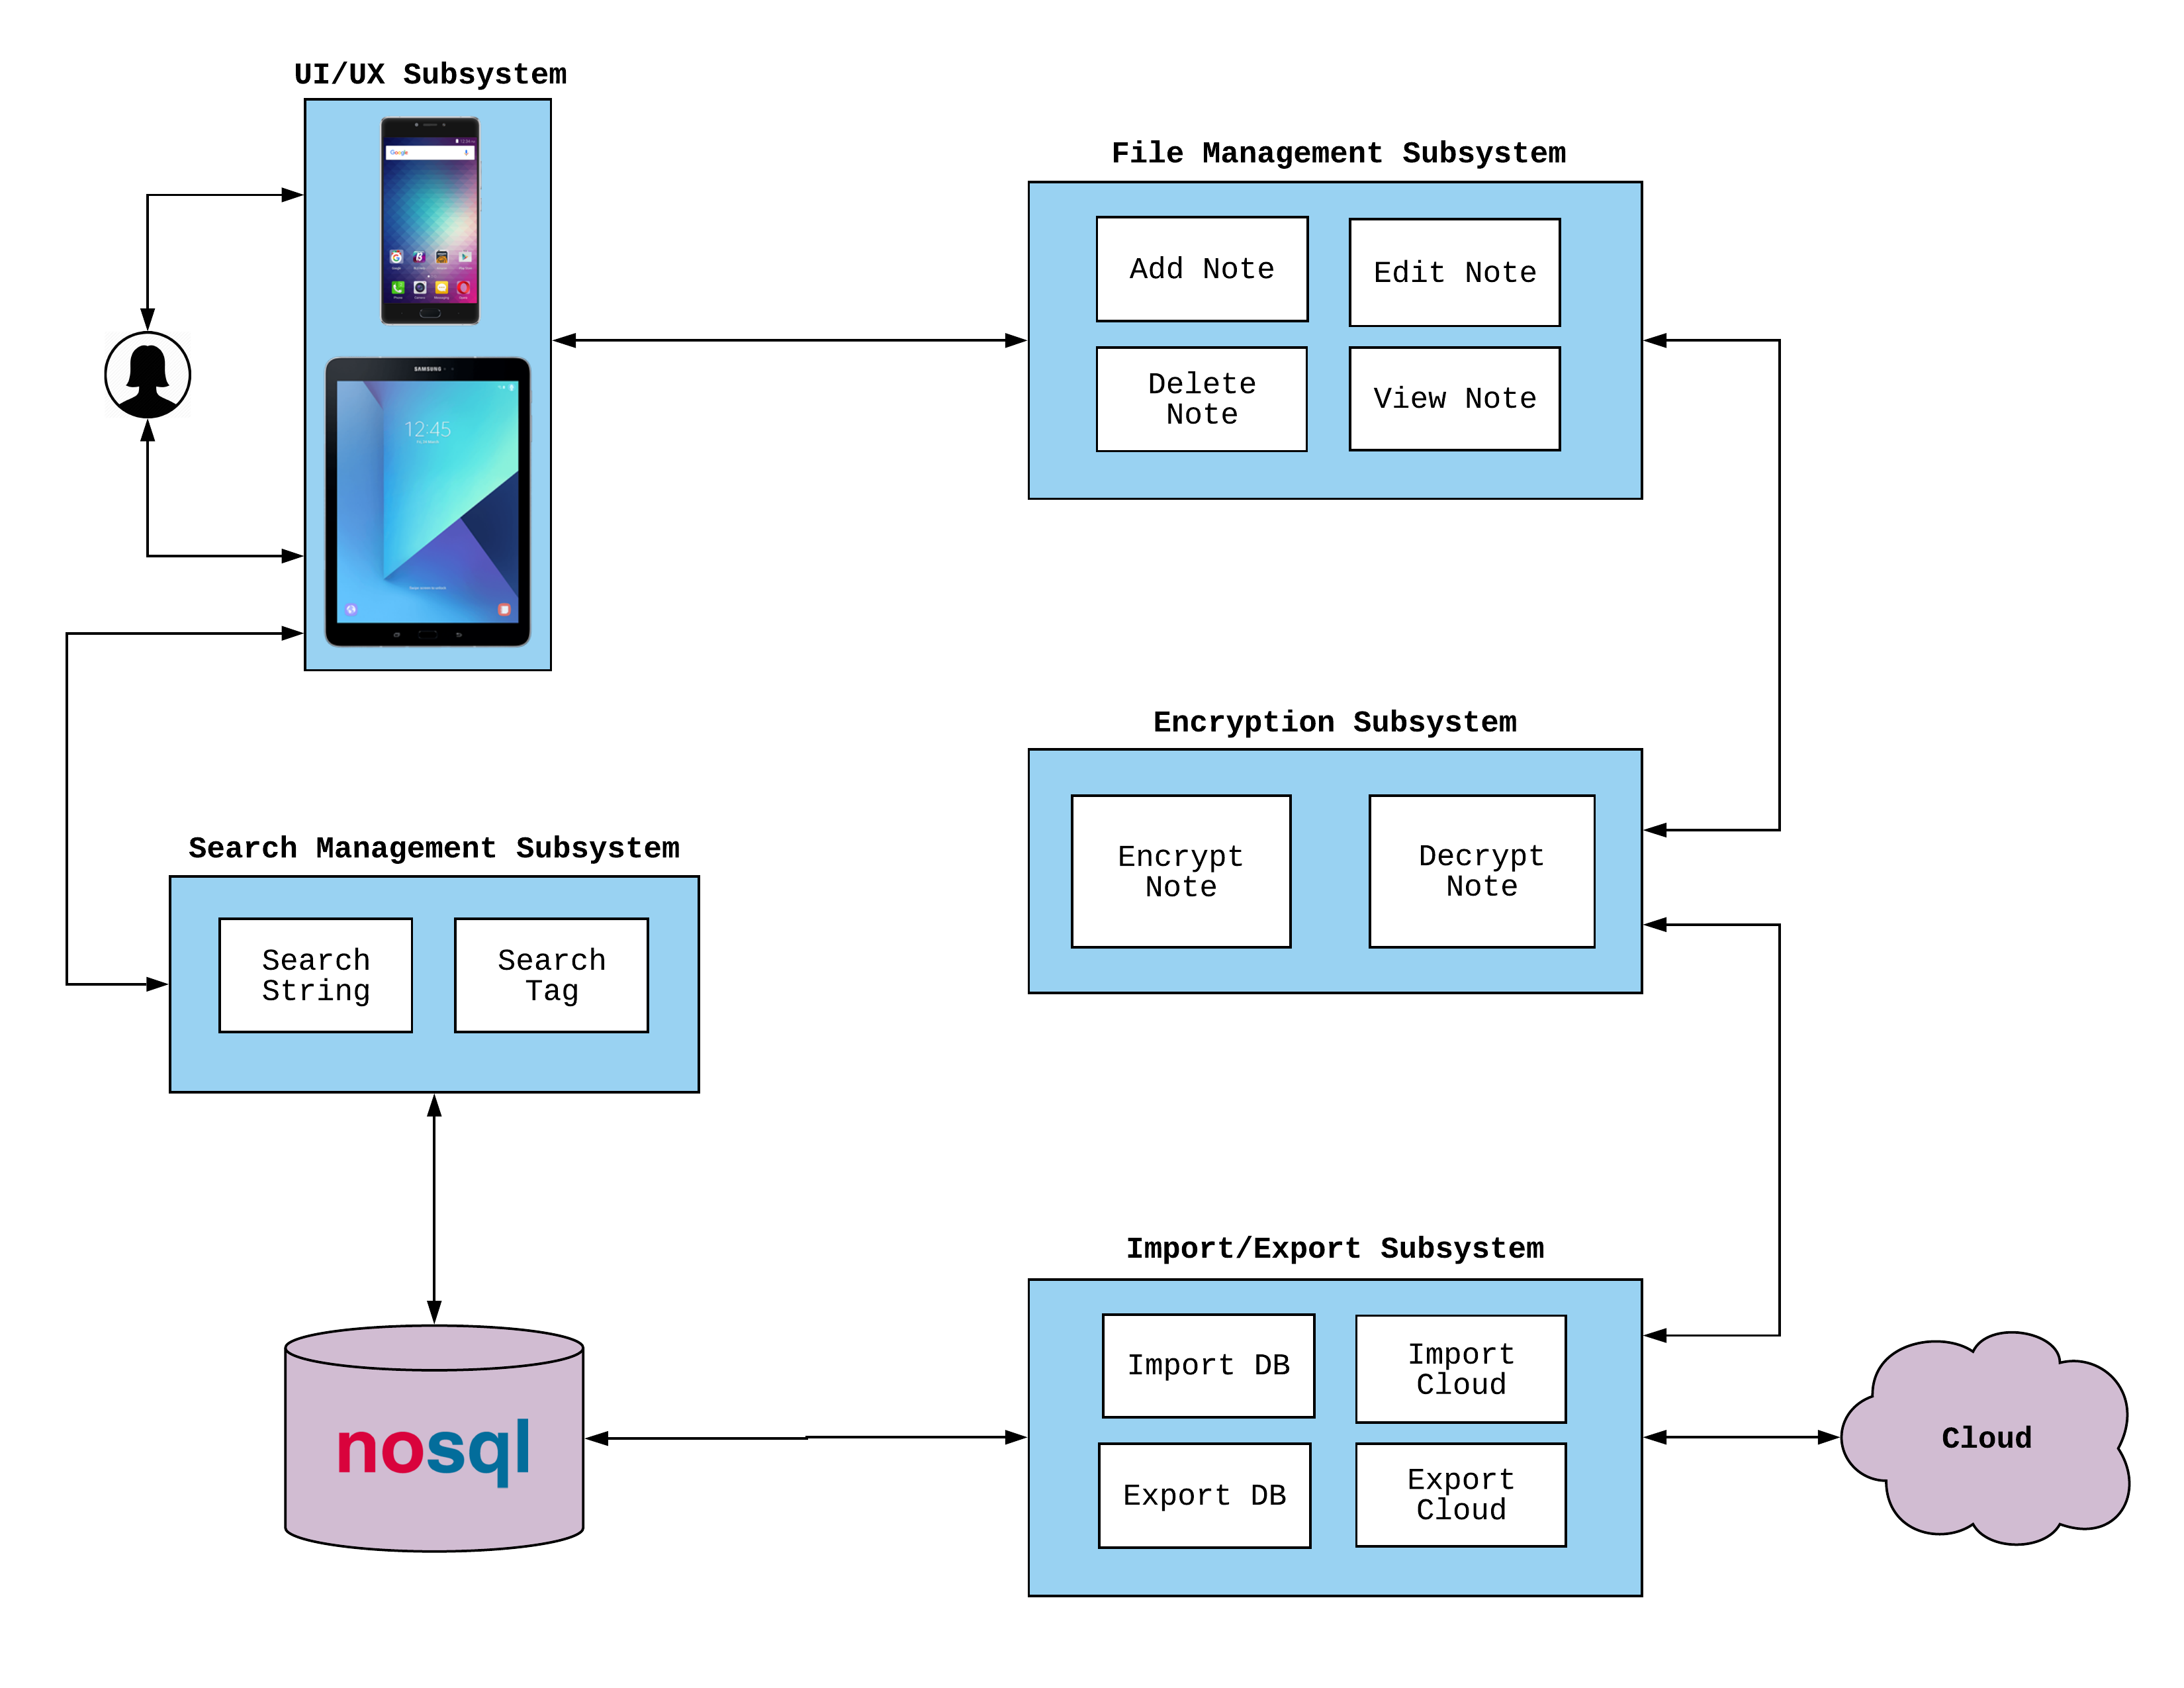 UI/UX Subsystem
Google
SAMSUNG
12:45
File Management Subsystem
Add Note
Edit Note
Delete
Note
View Note
Encryption Subsystem
Encrypt
Note
Decrypt
Note
Search Management Subsystem
Search
String
Search
Tag
Import/Export Subsystem
Import DB
Import
Cloud
Export DB
Export
Cloud
nosql
Cloud